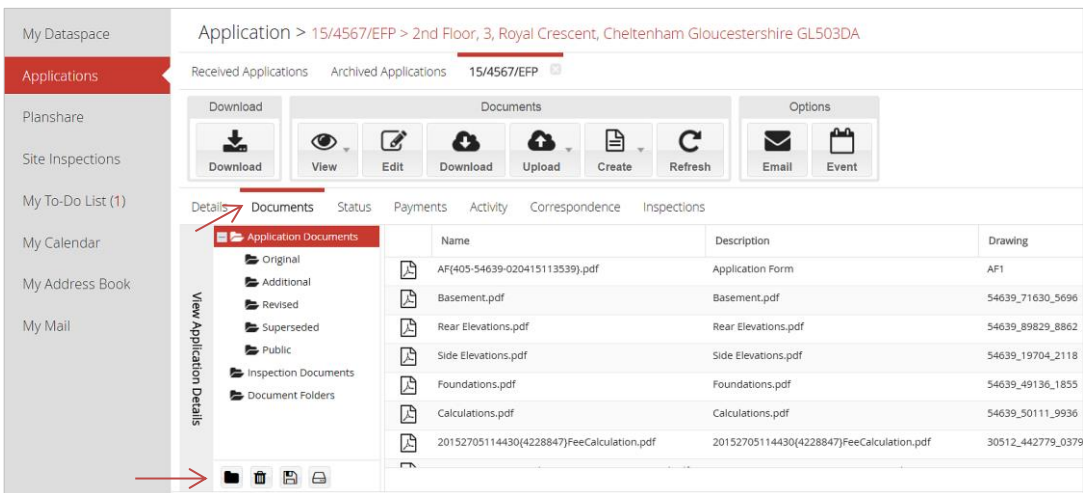 My Dataspace
Applications
Planshare
Site Inspections
My To-Do List (1)
My Calendar
My Address Book
My Mail
Application > 15/4567/EFP > 2nd Floor, 3, Royal Crescent, Cheltenham Gloucestershire GL503DA
Received Applications Archived Applications 15/4567/EFP
Download Documents Options
Download View Edit Download Upload Create Refresh Email Event
Details Documents Status Payments Activity Correspondence Inspections
View Application Details
Application Documents
Original
Additional
Revised
Superseded
Public
Inspection Documents
Document Folders
Name Description Drawing
AF{405-54639-020415113539}.pdf Application Form AF1
Basement.pdf Basement.pdf 54639_71630_5696
Rear Elevations.pdf Rear Elevations.pdf 54639_89829_8862
Side Elevations.pdf Side Elevations.pdf 54639_19704_2118
Foundations.pdf Foundations.pdf 54639_49136_1855
Calculations.pdf Calculations.pdf 54639_50111_9936
20152705114430{4228847}FeeCalculation.pdf 20152705114430{4228847}FeeCalculation.pdf 30512_442779_0379